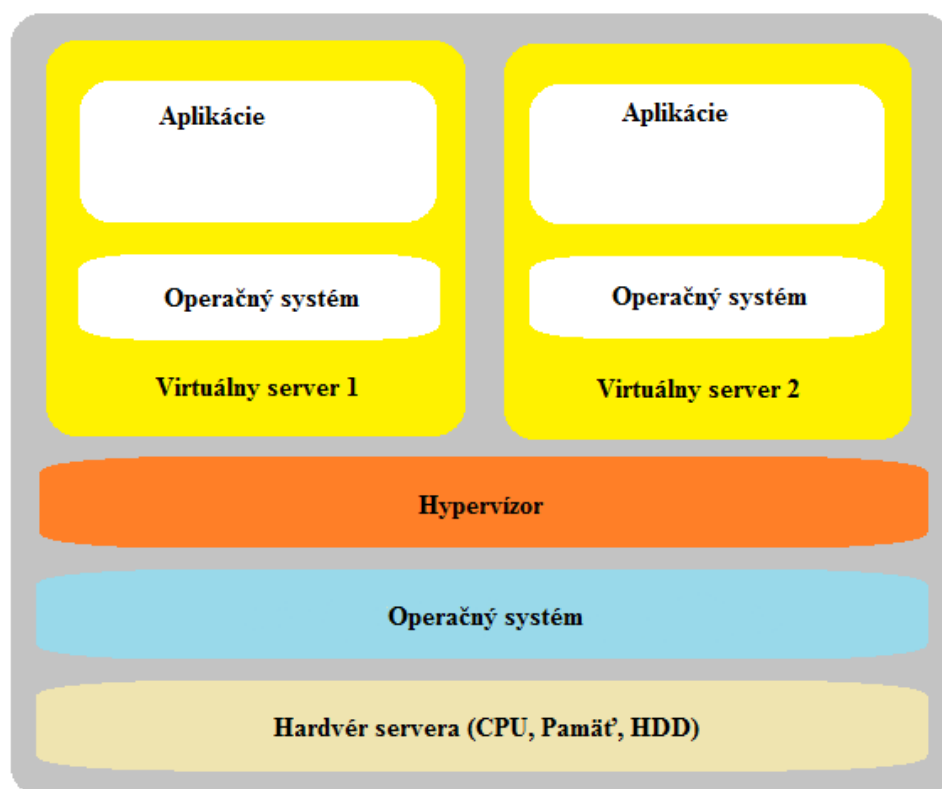 Aplikácie
Aplikácie
Operačný systém
Operačný systém
Virtuálny server 1
Virtuálny server 2
Hypervízor
Operačný systém
Hardvér servera (CPU, Pamäť, HDD)